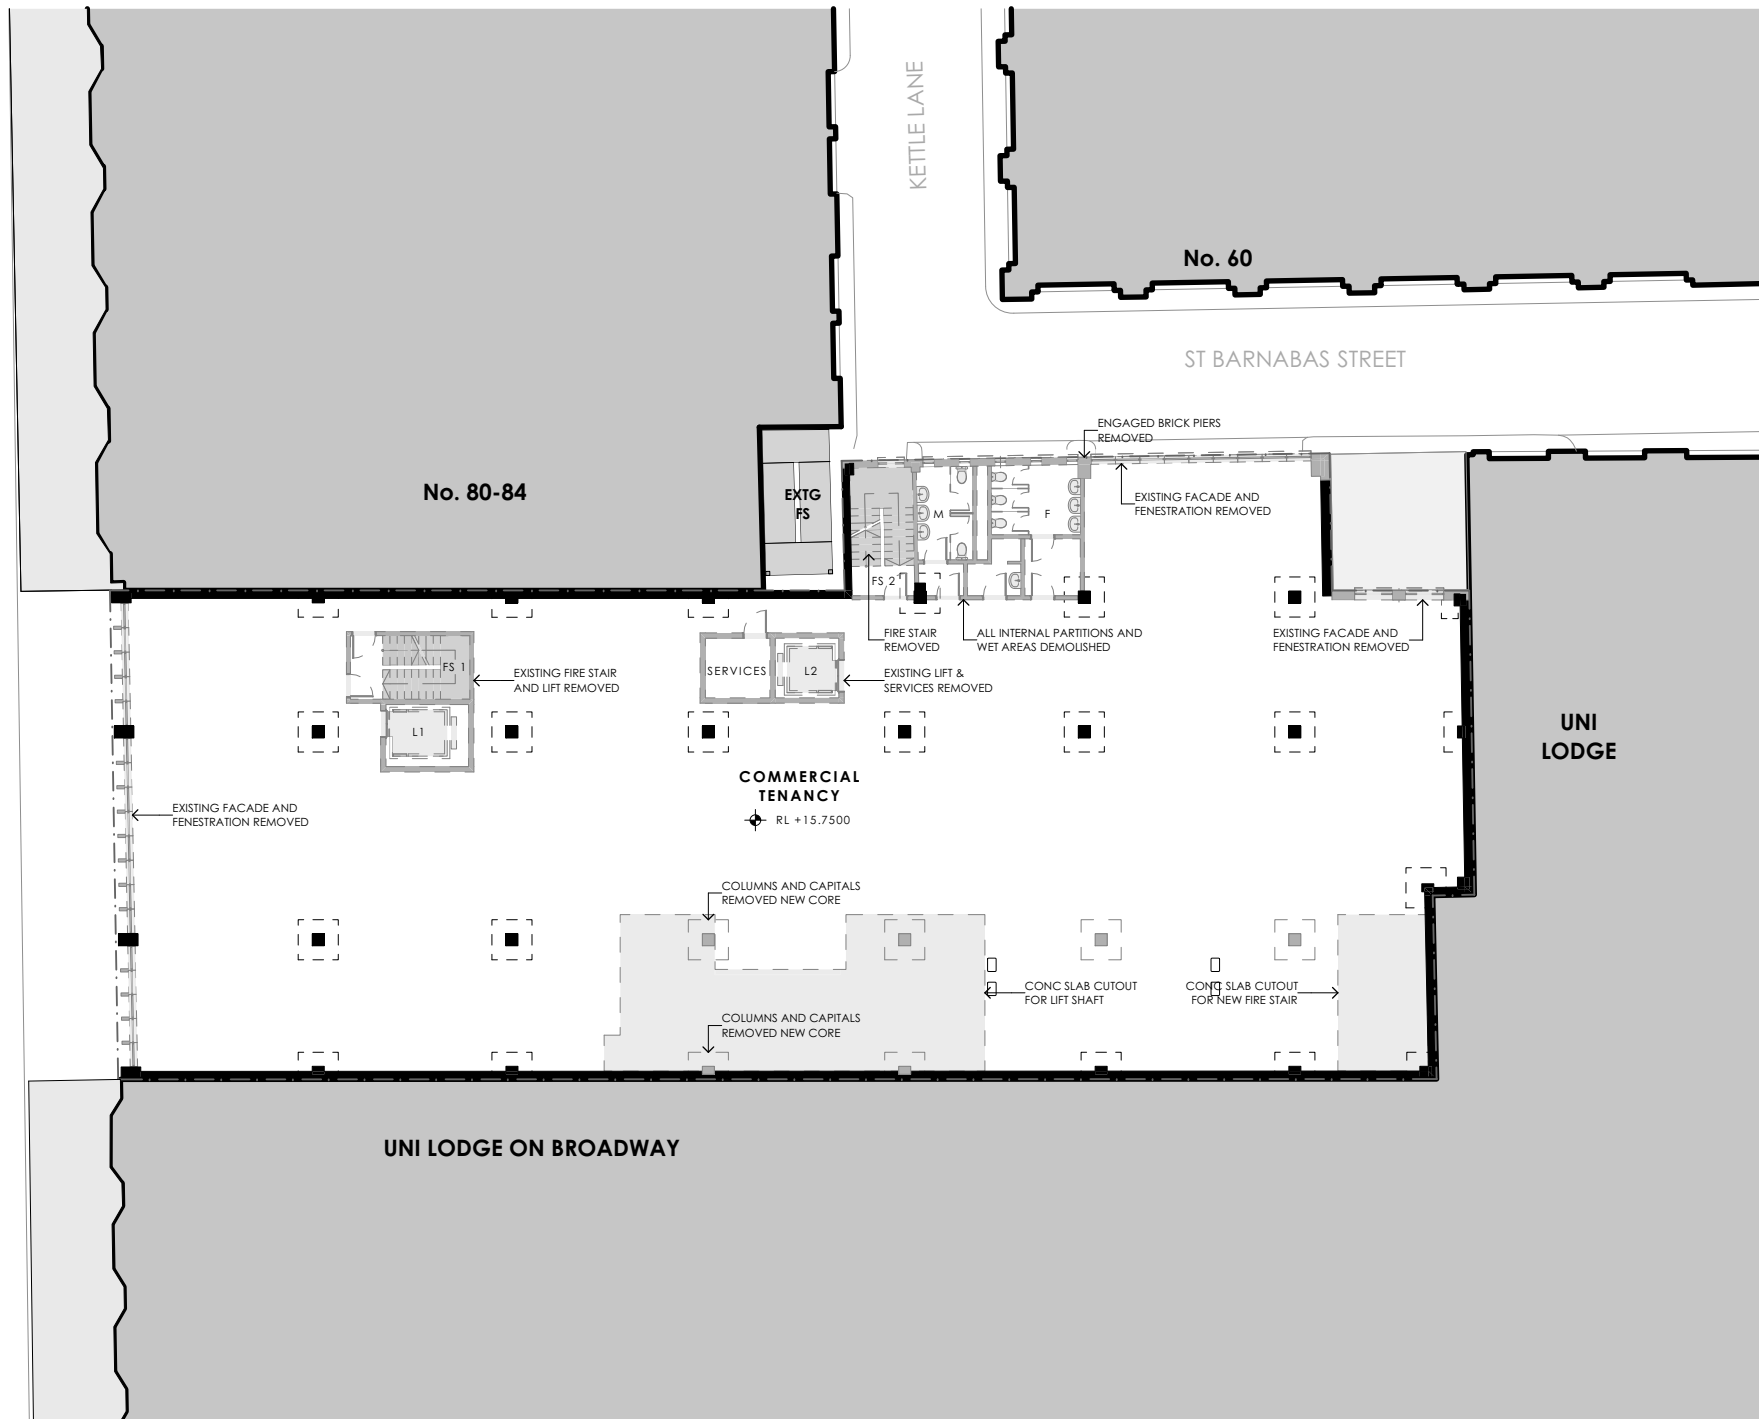 KETTLE LANE
No. 60
ST BARNABAS STREET
ENGAGED BRICK PIERS
REMOVED
No. 80-84
EXTG
FS
M
F
EXISTING FACADE AND
FENESTRATION REMOVED
FS 2
FIRE STAIR
REMOVED
ALL INTERNAL PARTITIONS AND
WET AREAS DEMOLISHED
EXISTING FACADE AND
FENESTRATION REMOVED
FS 1
EXISTING FIRE STAIR
AND LIFT REMOVED
SERVICES
L2
EXISTING LIFT &
SERVICES REMOVED
L1
UNI
LODGE
COMMERCIAL
TENANCY
RL +15.7500
EXISTING FACADE AND
FENESTRATION REMOVED
COLUMNS AND CAPITALS
REMOVED NEW CORE
CONC SLAB CUTOUT
FOR LIFT SHAFT
CONC SLAB CUTOUT
FOR NEW FIRE STAIR
COLUMNS AND CAPITALS
REMOVED NEW CORE
UNI LODGE ON BROADWAY